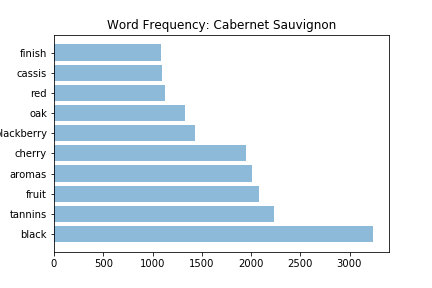 Word Frequency: Cabernet Sauvignon
finish
cassis
red
oak
lackberry
cherry
aromas
fruit
tannins
black
0 500 1000 1500 2000 2500 3000